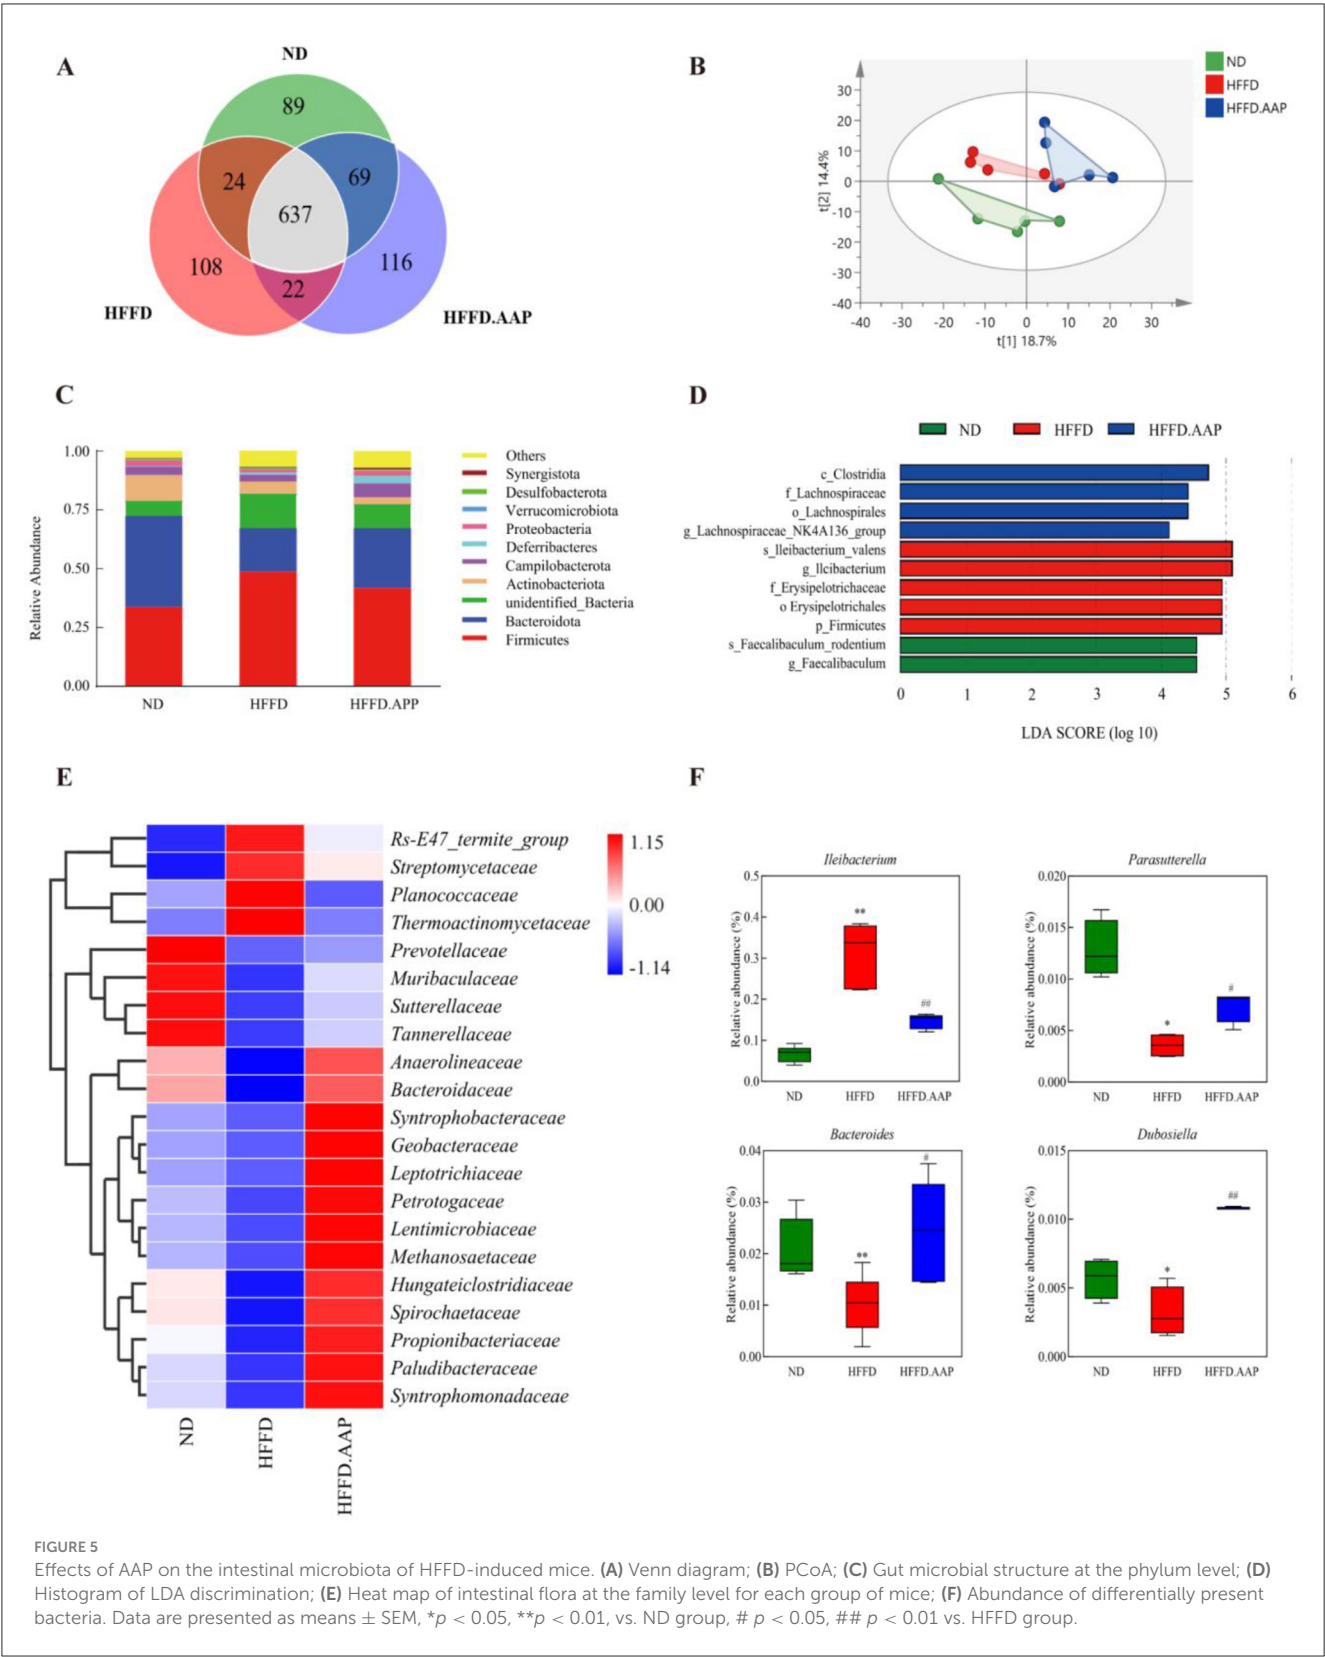 A
ND
89
24
69
637
108
116
22
HFFD
HFFD.AAP
B
ND
HFFD
HFFD.AAP
30
20
10
0
-10
-20
-30
-40
t[2] 14.4%
-40 -30 -20 -10 0 10 20 30
t[1] 18.7%
C
1.00
0.75
0.50
0.25
0.00
Relative Abundance
ND HFFD HFFD.APP
Others
Synergistota
Desulfobacterota
Verrucomicrobiota
Proteobacteria
Deferribacteres
Campilobacterota
Actinobacteriota
unidentified_Bacteria
Bacteroidota
Firmicutes
D
ND HFFD HFFD.AAP
c_Clostridia
f_Lachnospiraceae
o_Lachnospirales
g_Lachnospiraceae_NK4A136_group
s_Ileibacterium_valens
g_Ilcibacterium
f_Erysipelotrichaceae
o Erysipelotrichales
p_Firmicutes
s_Faecalibaculum_rodentium
g_Faecalibaculum
0 1 2 3 4 5 6
LDA SCORE (log 10)
E
Rs-E47_termite_group
Streptomycetaceae
Planococcaceae
Thermoactinomycetaceae
Prevotellaceae
Muribaculaceae
Sutterellaceae
Tannerellaceae
Anaerolineaceae
Bacteroidaceae
Syntrophobacteraceae
Geobacteraceae
Leptotrichiaceae
Petrotogaceae
Lentimicrobiaceae
Methanosaetaceae
Hungateiclostridiaceae
Spirochaetaceae
Propionibacteriaceae
Paludibacteraceae
Syntrophomonadaceae
ND
HFFD
HFFD.AAP
1.15
0.00
-1.14
F
Ileibacterium
0.5
0.4
0.3
0.2
0.1
0.0
Relative abundance (%)
**
##
ND HFFD HFFD.AAP
Parasutterella
0.020
0.015
0.010
0.005
0.000
Relative abundance (%)
*
#
ND HFFD HFFD.AAP
Bacteroides
0.04
0.03
0.02
0.01
0.00
Relative abundance (%)
**
#
ND HFFD HFFD.AAP
Dubosiella
0.015
0.010
0.005
0.000
Relative abundance (%)
*
##
ND HFFD HFFD.AAP
FIGURE 5
Effects of AAP on the intestinal microbiota of HFFD-induced mice. (A) Venn diagram; (B) PCoA; (C) Gut microbial structure at the phylum level; (D)
Histogram of LDA discrimination; (E) Heat map of intestinal flora at the family level for each group of mice; (F) Abundance of differentially present
bacteria. Data are presented as means ± SEM, *p < 0.05, **p < 0.01, vs. ND group, # p < 0.05, ## p < 0.01 vs. HFFD group.